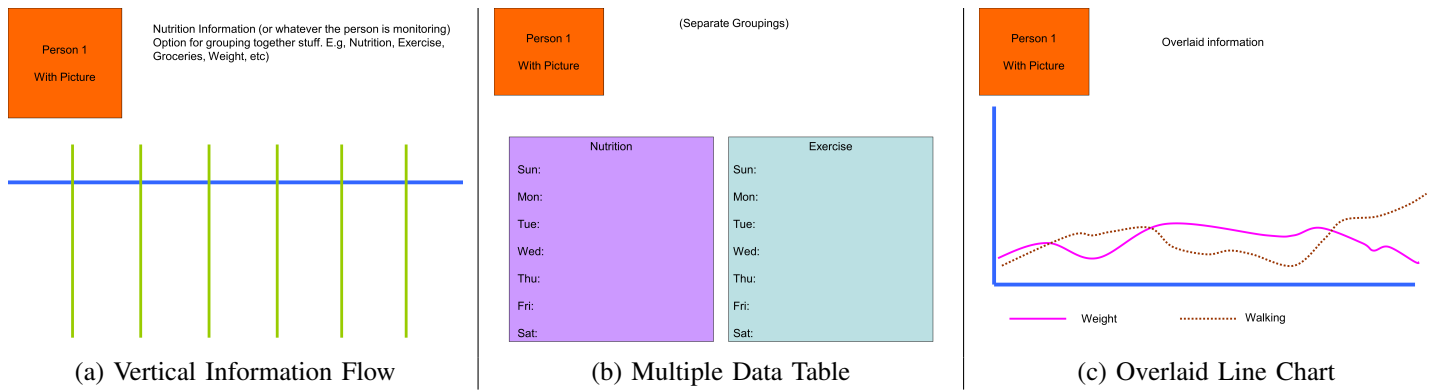 Person 1
With Picture
Nutrition Information (or whatever the person is monitoring)
Option for grouping together stuff. E.g, Nutrition, Exercise,
Groceries, Weight, etc)
(a) Vertical Information Flow
Person 1
With Picture
(Separate Groupings)
Nutrition
Sun:
Mon:
Tue:
Wed:
Thu:
Fri:
Sat:
Exercise
Sun:
Mon:
Tue:
Wed:
Thu:
Fri:
Sat:
(b) Multiple Data Table
Person 1
With Picture
Overlaid information
Weight
Walking
(c) Overlaid Line Chart